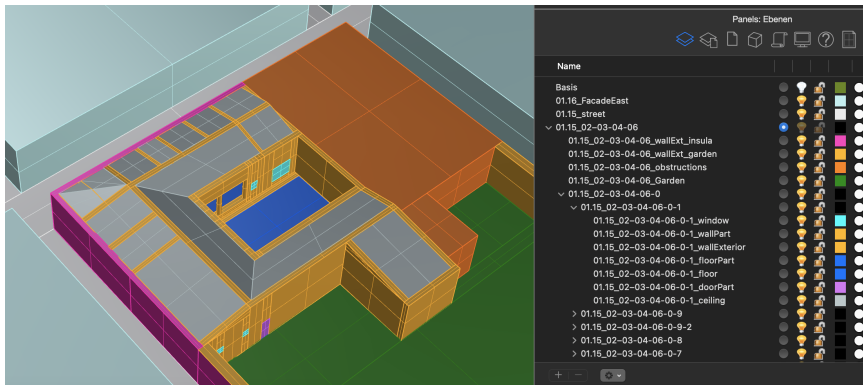 Panels: Ebenen
Name
Basis
01.16_FacadeEast
01.15_street
01.15_02–03-04-06
01.15_02–03-04-06_wallExt_insula
01.15_02–03-04-06_wallExt_garden
01.15_02–03-04-06_obstructions
01.15_02–03-04-06_Garden
01.15_02–03-04-06-0
01.15_02–03-04-06-0-1
01.15_02–03-04-06-0-1_window
01.15_02–03-04-06-0-1_wallPart
01.15_02–03-04-06-0-1_wallExterior
01.15_02–03-04-06-0-1_floorPart
01.15_02–03-04-06-0-1_floor
01.15_02–03-04-06-0-1_doorPart
01.15_02–03-04-06-0-1_ceiling
01.15_02–03-04-06-0-9
01.15_02–03-04-06-0-9-2
01.15_02–03-04-06-0-8
01.15_02–03-04-06-0-7